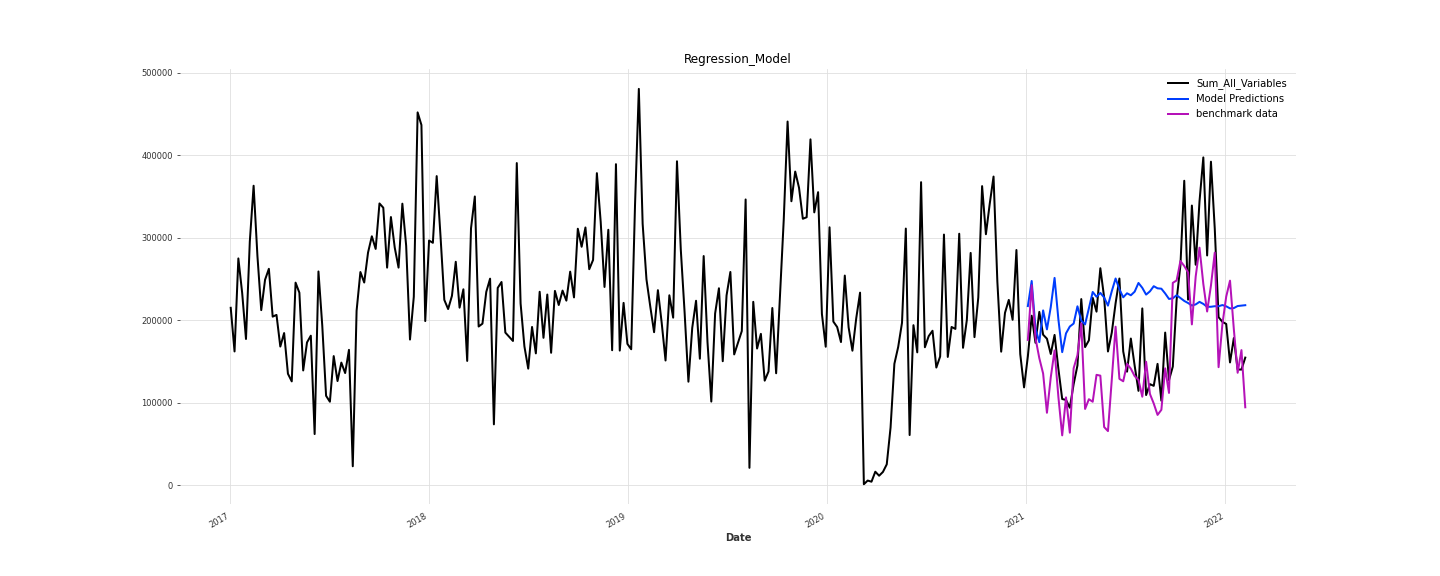 Regression_Model
500000
400000
300000
200000
100000
0
Sum_All_Variables
Model Predictions
benchmark data
2017
2018
2019
2020
2021
2022
Date